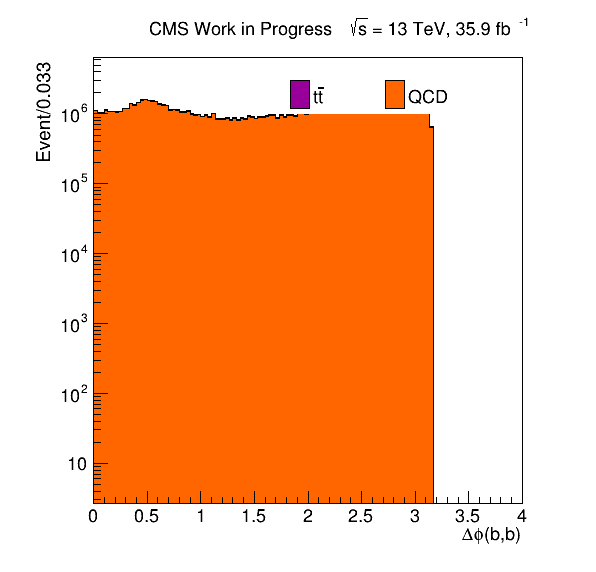 CMS Work in Progress √s = 13 TeV, 35.9 fb⁻¹
Event/0.033
tt̄ QCD
10⁶
10⁵
10⁴
10³
10²
10
0 0.5 1 1.5 2 2.5 3 3.5 4
Δϕ(b,b)